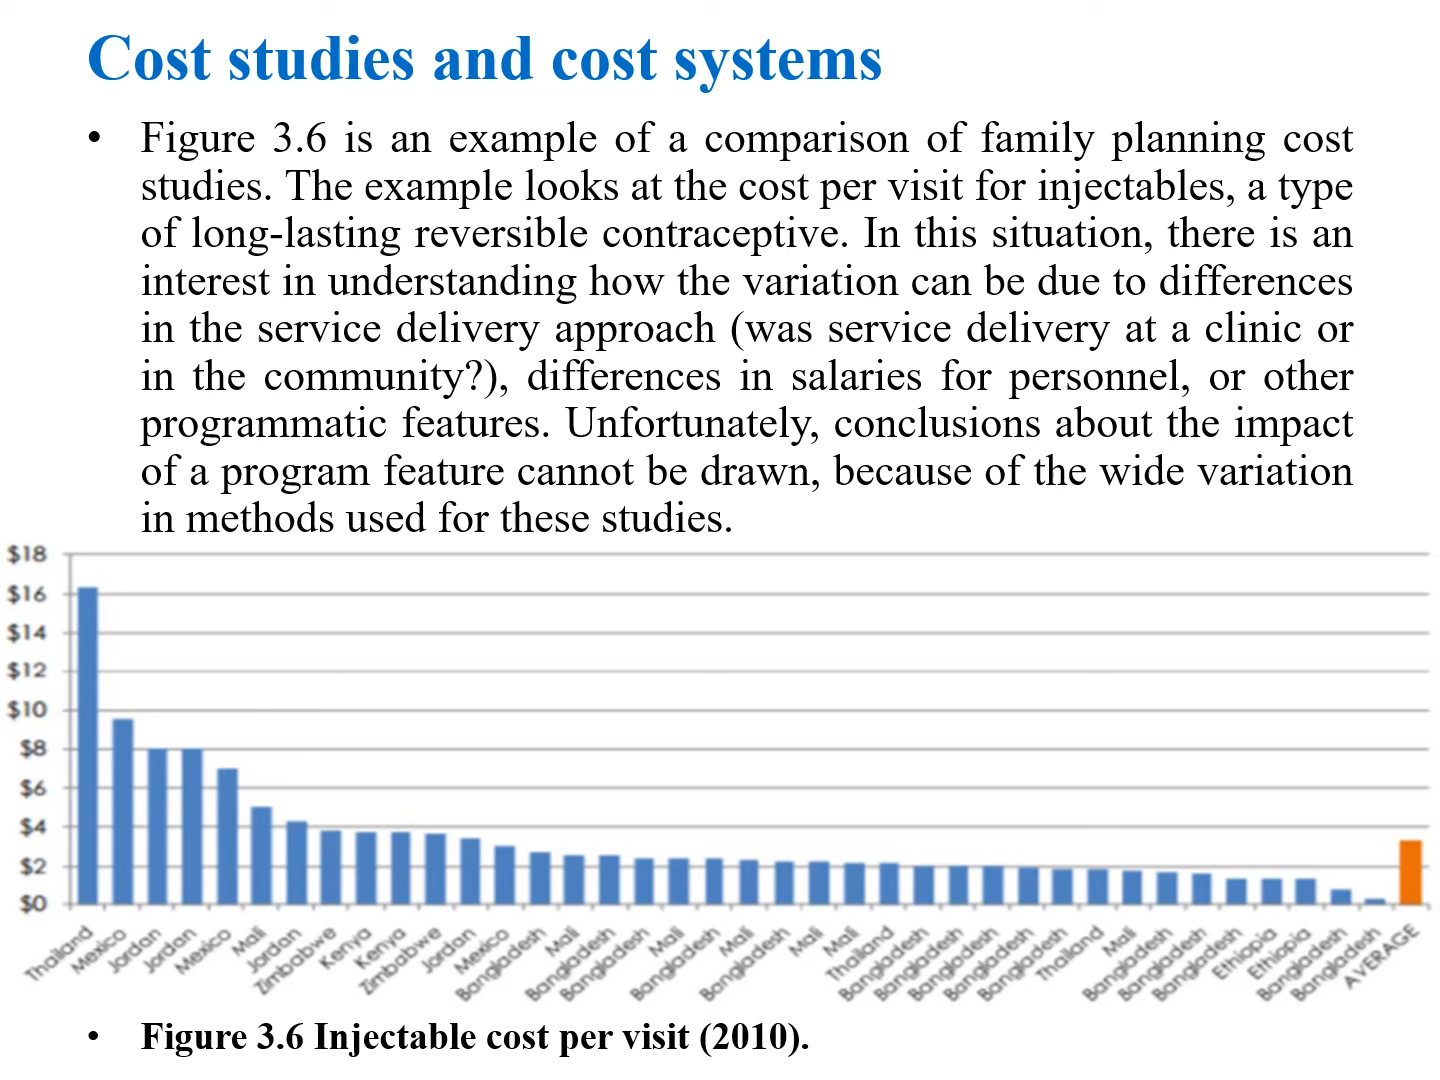 Cost studies and cost systems
• Figure 3.6 is an example of a comparison of family planning cost
studies. The example looks at the cost per visit for injectables, a type
of long-lasting reversible contraceptive. In this situation, there is an
interest in understanding how the variation can be due to differences
in the service delivery approach (was service delivery at a clinic or
in the community?), differences in salaries for personnel, or other
programmatic features. Unfortunately, conclusions about the impact
of a program feature cannot be drawn, because of the wide variation
in methods used for these studies.
$18
$16
$14
$12
$10
$8
$6
$4
$2
$0
Thailand
Mexico
Jordan
Jordan
Mexico
Mali
Jordan
Zimbabwe
Kenya
Kenya
Zimbabwe
Jordan
Mexico
Bangladesh
Mali
Bangladesh
Bangladesh
Mali
Bangladesh
Mali
Bangladesh
Mali
Mali
Thailand
Bangladesh
Bangladesh
Bangladesh
Bangladesh
Bangladesh
Thailand
Mali
Bangladesh
Bangladesh
Bangladesh
Ethiopia
Ethiopia
Bangladesh
Bangladesh
AVERAGE
• Figure 3.6 Injectable cost per visit (2010).